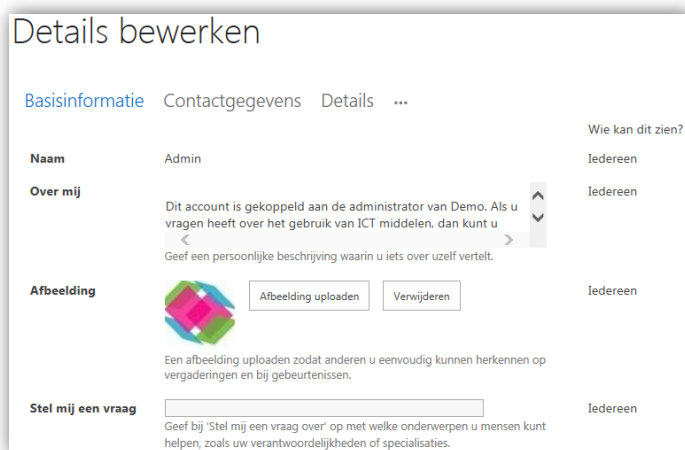 Details bewerken
Basisinformatie Contactgegevens Details ...
Wie kan dit zien?
Naam Admin Iedereen
Over mij Iedereen
Dit account is gekoppeld aan de administrator van Demo. Als u
vragen heeft over het gebruik van ICT middelen, dan kunt u
Geef een persoonlijke beschrijving waarin u iets over uzelf vertelt.
Afbeelding Afbeelding uploaden Verwijderen Iedereen
Een afbeelding uploaden zodat anderen u eenvoudig kunnen herkennen op
vergaderingen en bij gebeurtenissen.
Stel mij een vraag Iedereen
Geef bij 'Stel mij een vraag over' op met welke onderwerpen u mensen kunt
helpen, zoals uw verantwoordelijkheden of specialisaties.